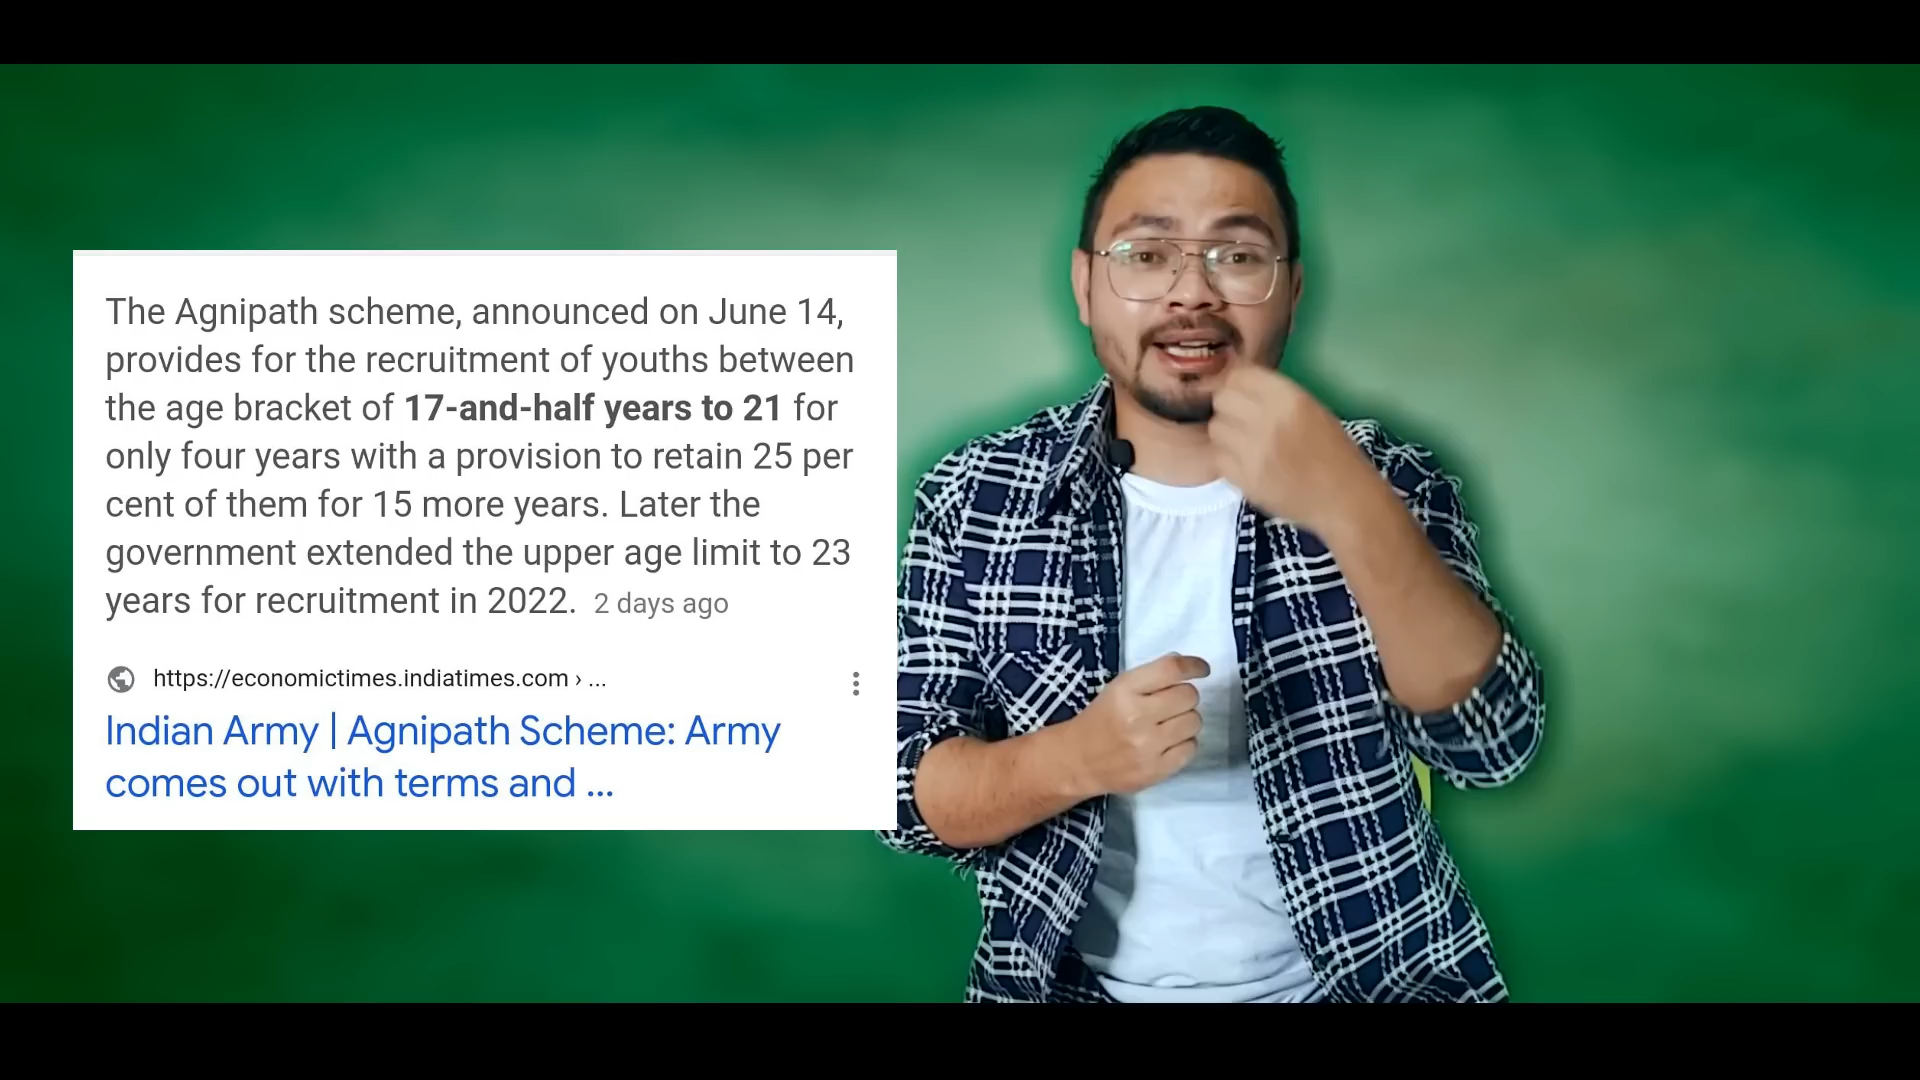 The Agnipath scheme, announced on June 14,
provides for the recruitment of youths between
the age bracket of 17-and-half years to 21 for
only four years with a provision to retain 25 per
cent of them for 15 more years. Later the
government extended the upper age limit to 23
years for recruitment in 2022. 2 days ago
https://economictimes.indiatimes.com › ...
Indian Army | Agnipath Scheme: Army
comes out with terms and ...